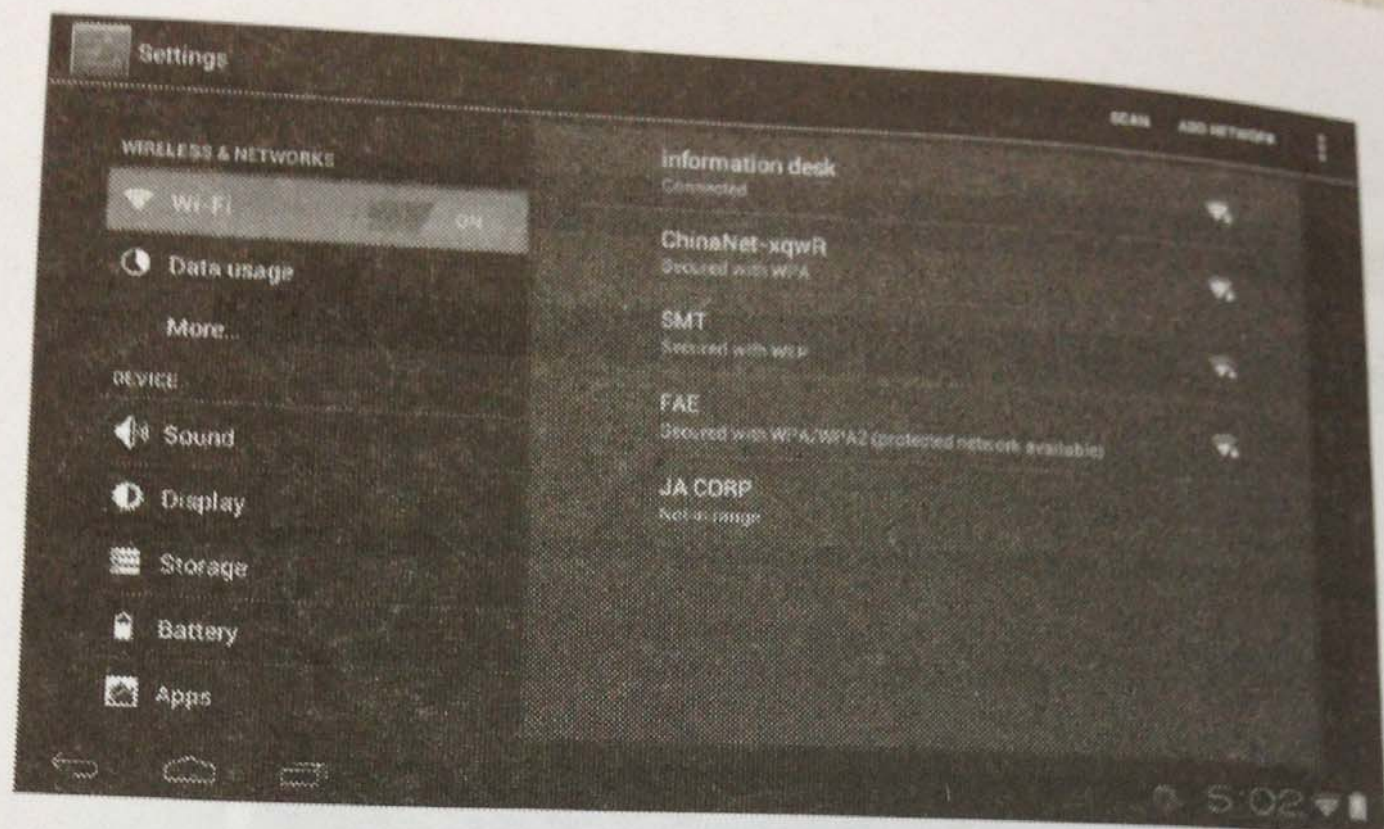 Settings
SCAN ADD NETWORK
WIRELESS & NETWORKS
Wi-Fi ON
Data usage
More...
DEVICE
Sound
Display
Storage
Battery
Apps
information desk
Connected
ChinaNet-xqwR
Secured with WPA
SMT
Secured with WEP
FAE
Secured with WPA/WPA2 (protected network available)
JA CORP
Not in range
5:02